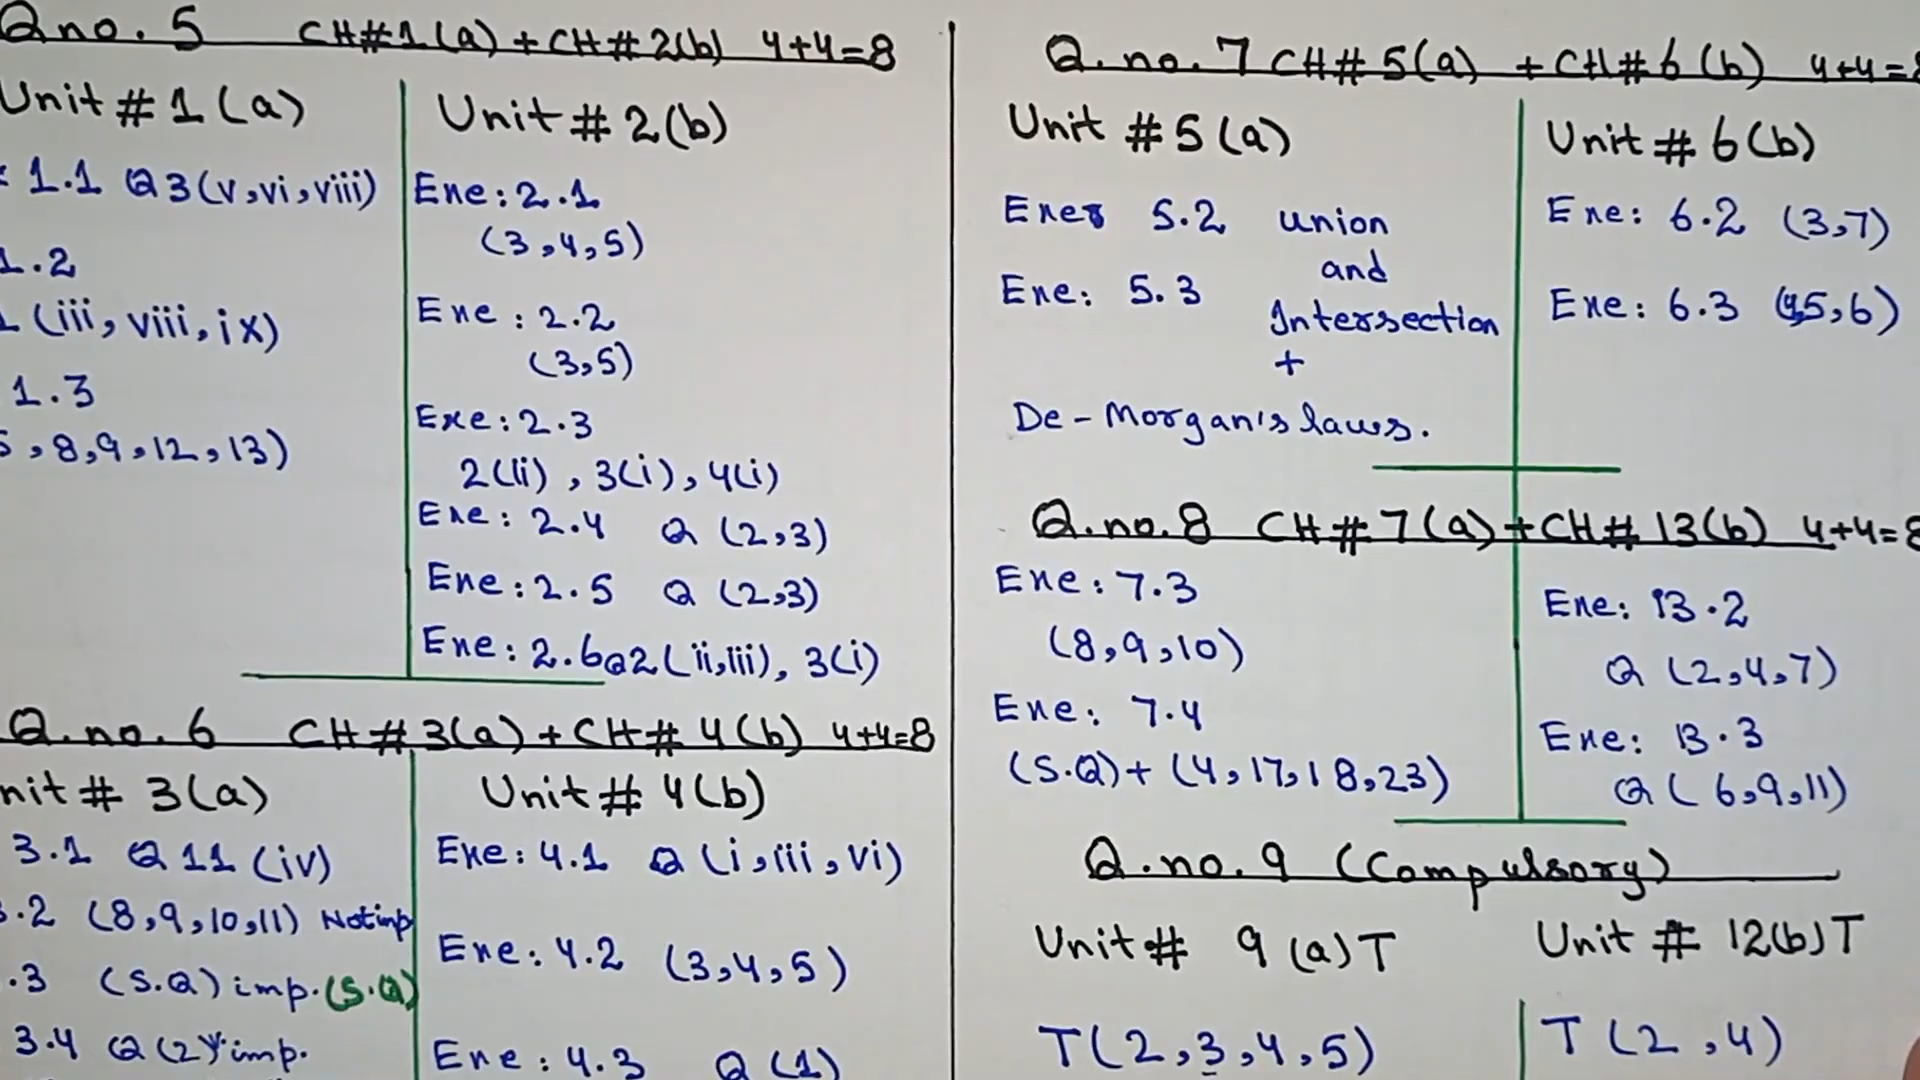 Q no. 5 CH#1(a) + CH#2(b) 4+4=8
Unit # 1 (a)
1.1 Q3(v,vi,viii)
1.2
(iii, viii, ix)
1.3
, 8,9,12,13)
Unit # 2(b)
Exe: 2.1
(3,4,5)
Exe: 2.2
(3,5)
Exe: 2.3
2(ii), 3(i), 4(i)
Exe: 2.4 Q (2,3)
Exe: 2.5 Q (2,3)
Exe: 2.6 Q2(ii,iii), 3(i)
Q. no. 6 CH#3(a) + CH# 4(b) 4+4=8
nit # 3(a)
3.1 Q 11 (iv)
.2 (8,9,10,11) Not imp
.3 (S.Q) imp. (S.Q)
3.4 Q(2) imp.
Unit # 4(b)
Exe: 4.1 Q (i,iii,vi)
Exe: 4.2 (3,4,5)
Exe: 4.3 Q (1)
Q. no. 7 CH# 5(a) + CH# 6(b) 4+4=8
Unit # 5(a)
Exe 5.2 union
and
Exe: 5.3 Intersection
+
De-Morgan's laws.
Unit # 6(b)
Exe: 6.2 (3,7)
Exe: 6.3 (4,5,6)
Q. no. 8 CH# 7(a) + CH# 13(b) 4+4=8
Exe: 7.3
(8,9,10)
Exe: 7.4
(S.Q)+ (4,17,18,23)
Exe: 13.2
Q (2,4,7)
Exe: 13.3
Q (6,9,11)
Q. no. 9 (Compulsory)
Unit# 9 (a)T
T(2,3,4,5)
Unit # 12(b)T
T (2,4)